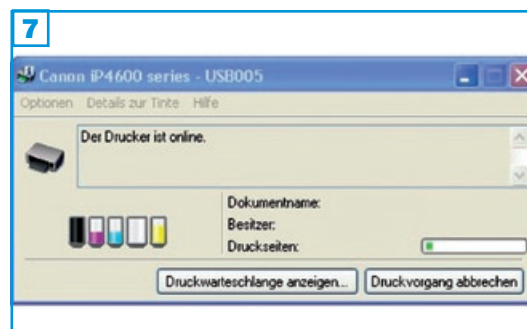 7
Canon iP4600 series - USB005
Optionen Details zur Tinte Hilfe
Der Drucker ist online.
Dokumentname:
Besitzer:
Druckseiten:
Druckwarteschlange anzeigen... Druckvorgang abbrechen